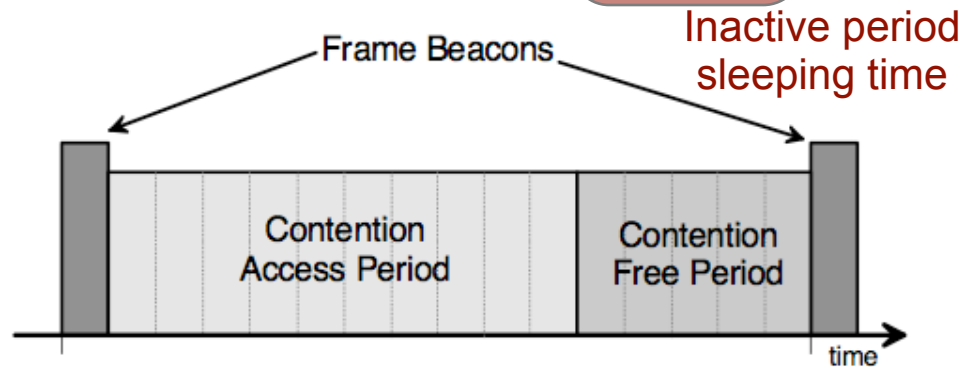 Inactive period
sleeping time
Frame Beacons
Contention
Access Period
Contention
Free Period
time